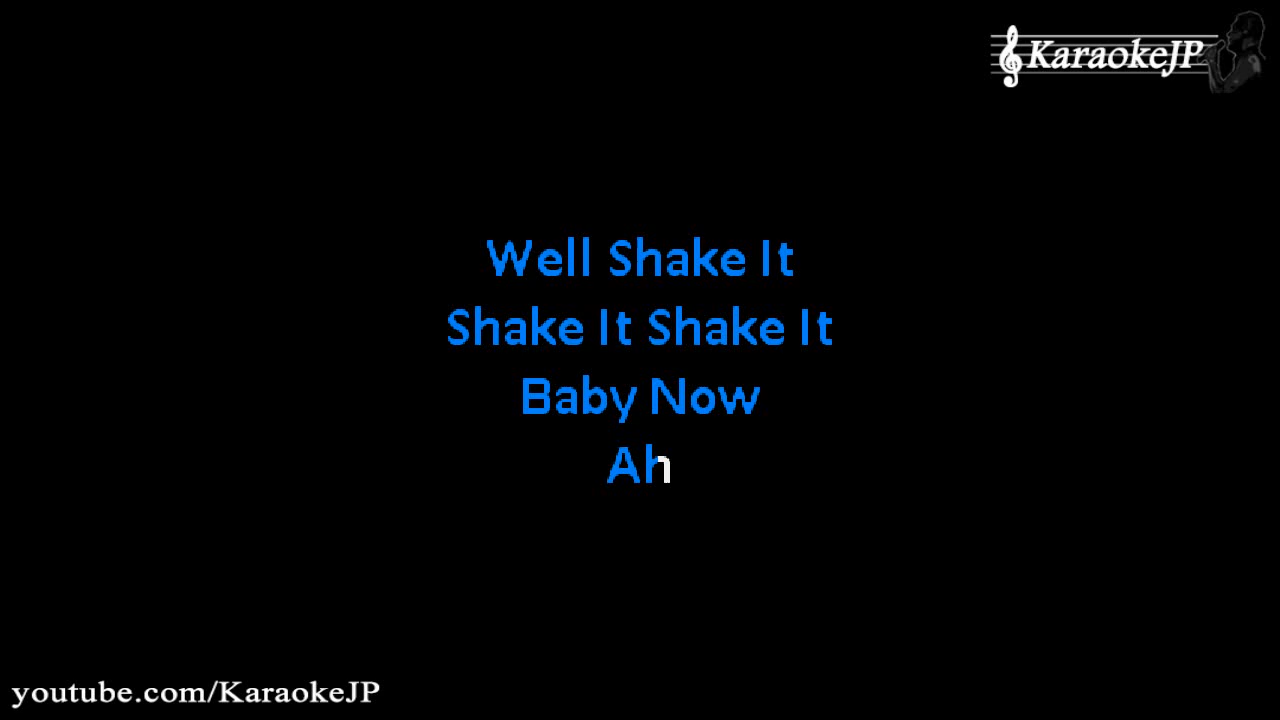 KaraokeJP
Well Shake It
Shake It Shake It
Baby Now
Ah
youtube.com/KaraokeJP